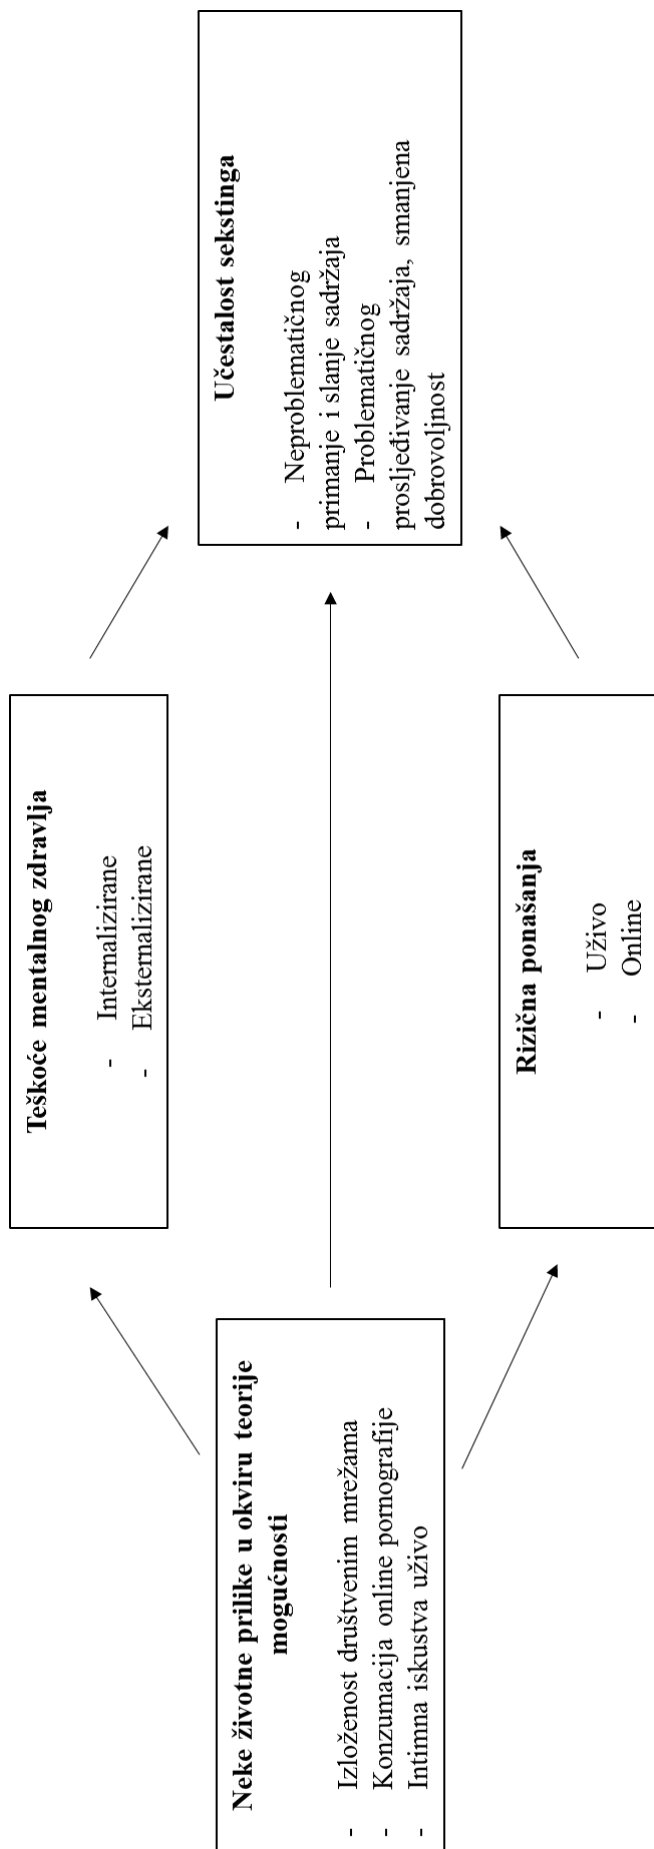 Neke životne prilike u okviru teorije
mogućnosti
- Izloženost društvenim mrežama
- Konzumacija online pornografije
- Intimna iskustva uživo
Teškoće mentalnog zdravlja
- Internalizirane
- Eksternalizirane
Rizična ponašanja
- Uživo
- Online
Učestalost sekstinga
- Neproblematičnog
primanje i slanje sadržaja
- Problematičnog
prosljeđivanje sadržaja, smanjena
dobrovoljnost